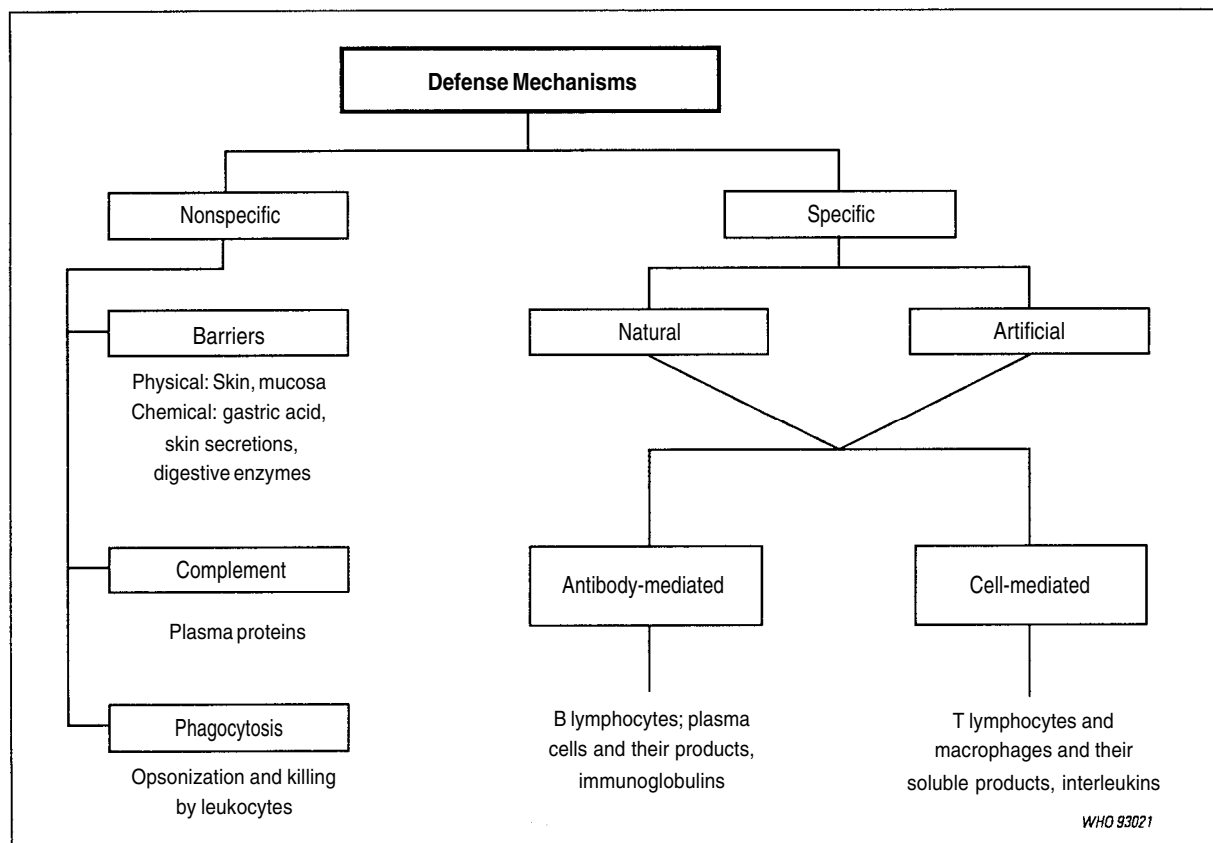 Defense Mechanisms
Nonspecific
Specific
Barriers
Natural
Artificial
Physical: Skin, mucosa
Chemical: gastric acid,
skin secretions,
digestive enzymes
Complement
Antibody-mediated
Cell-mediated
Plasma proteins
Phagocytosis
B lymphocytes; plasma
cells and their products,
immunoglobulins
T lymphocytes and
macrophages and their
soluble products, interleukins
Opsonization and killing
by leukocytes
WHO 93021